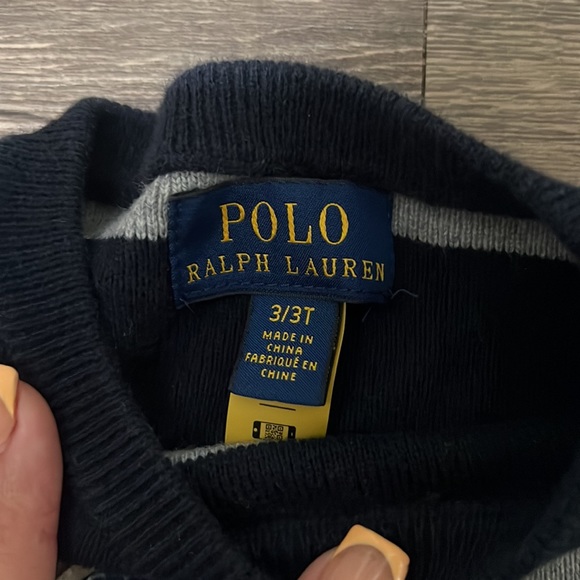 POLO
RALPH LAUREN
3/3T
MADE IN
CHINA
FABRIQUÉ EN
CHINE